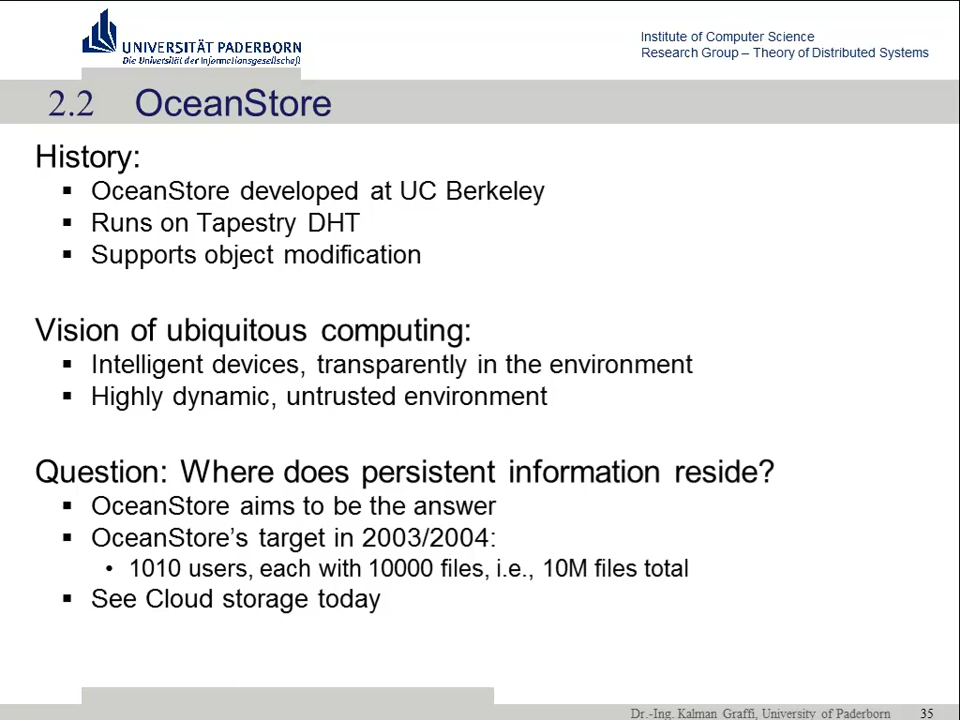 UNIVERSITÄT PADERBORN
Die Universität der Informationsgesellschaft
Institute of Computer Science
Research Group – Theory of Distributed Systems
2.2 OceanStore
History:
▪ OceanStore developed at UC Berkeley
▪ Runs on Tapestry DHT
▪ Supports object modification
Vision of ubiquitous computing:
▪ Intelligent devices, transparently in the environment
▪ Highly dynamic, untrusted environment
Question: Where does persistent information reside?
▪ OceanStore aims to be the answer
▪ OceanStore’s target in 2003/2004:
• 1010 users, each with 10000 files, i.e., 10M files total
▪ See Cloud storage today
Dr.-Ing. Kalman Graffi, University of Paderborn 35